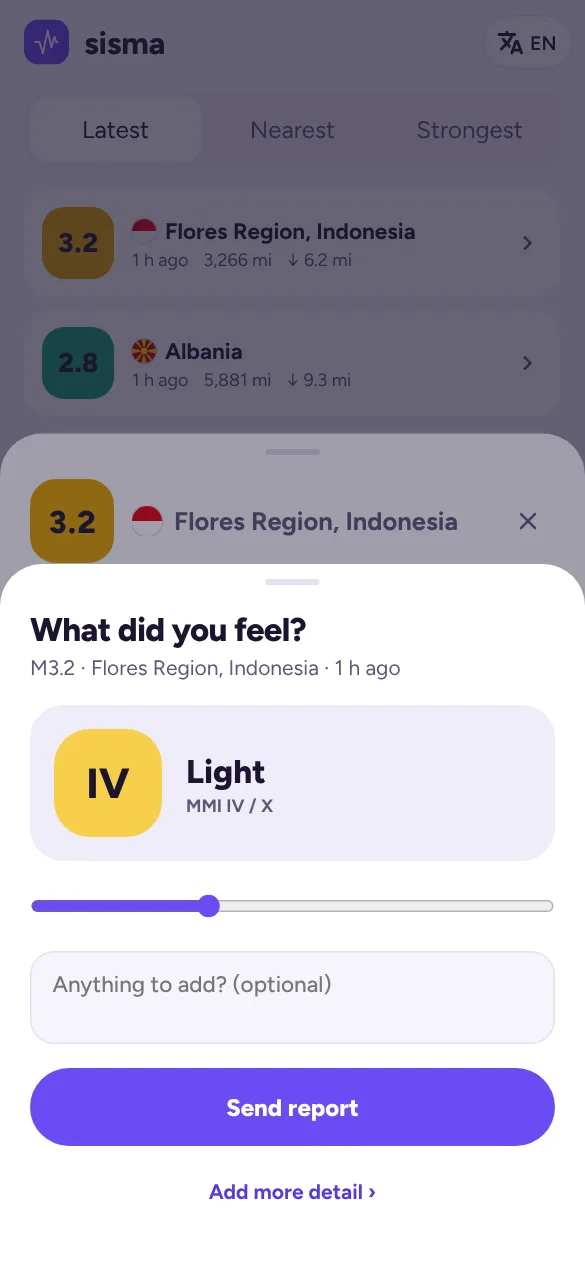 sisma
EN
Latest
Nearest
Strongest
3.2
Flores Region, Indonesia
1 h ago 3,266 mi ↓ 6.2 mi
2.8
Albania
1 h ago 5,881 mi ↓ 9.3 mi
3.2
Flores Region, Indonesia
What did you feel?
M3.2 · Flores Region, Indonesia · 1 h ago
IV
Light
MMI IV / X
Anything to add? (optional)
Send report
Add more detail ›